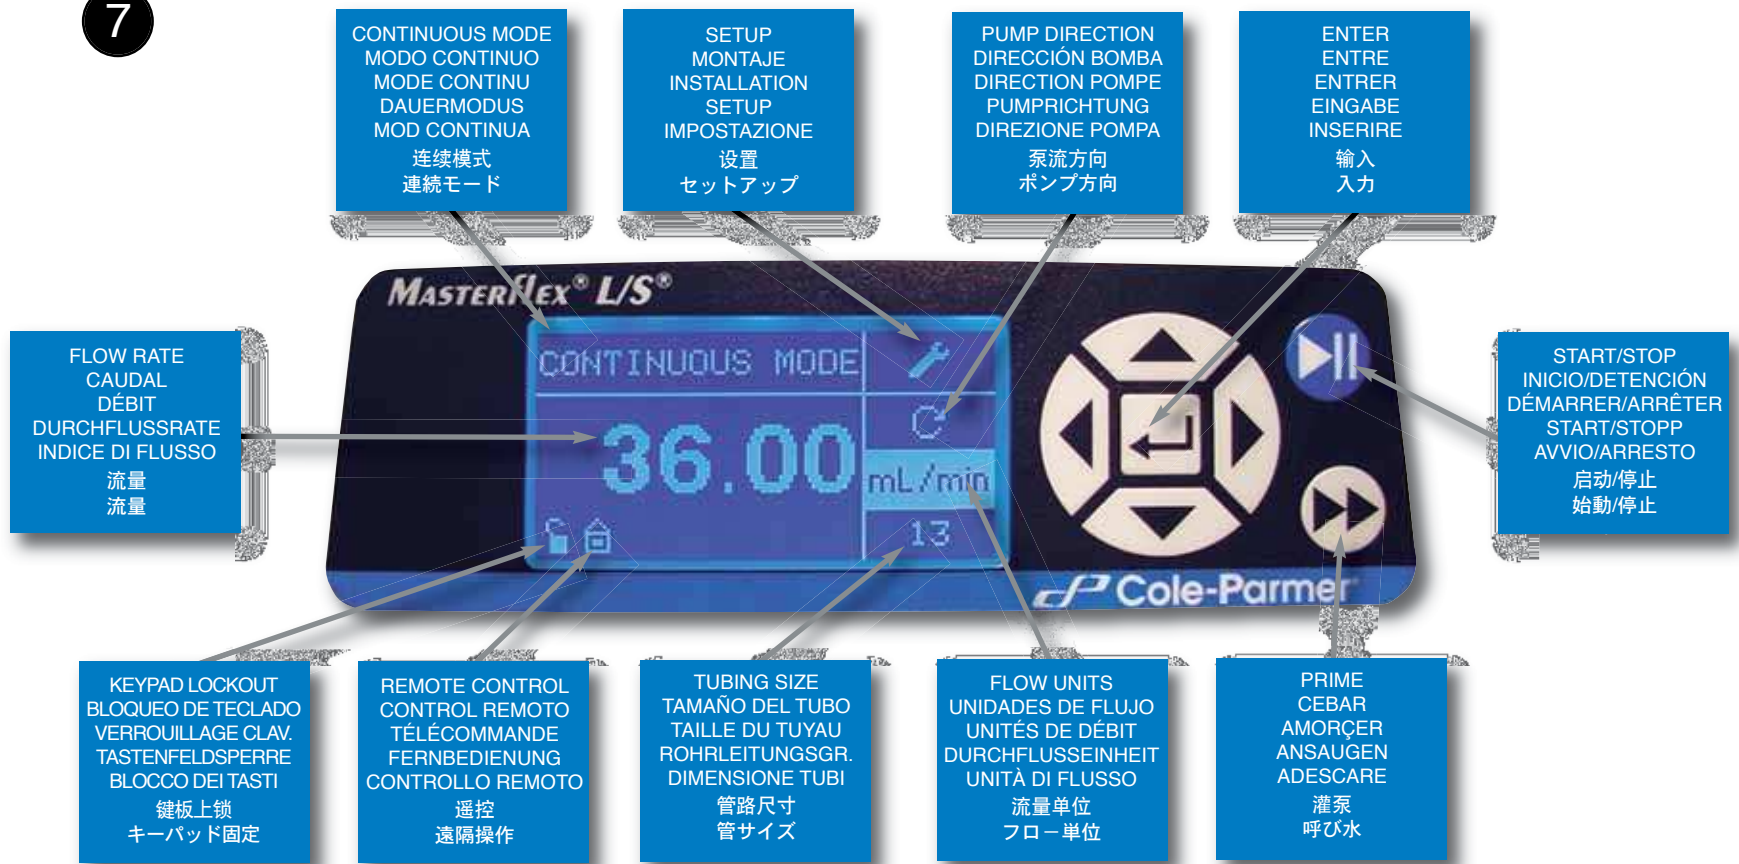 7
CONTINUOUS MODE
MODO CONTINUO
MODE CONTINU
DAUERMODUS
MOD CONTINUA
连续模式
連続モード
SETUP
MONTAJE
INSTALLATION
SETUP
IMPOSTAZIONE
设置
セットアップ
PUMP DIRECTION
DIRECCIÓN BOMBA
DIRECTION POMPE
PUMPRICHTUNG
DIREZIONE POMPA
泵流方向
ポンプ方向
ENTER
ENTRE
ENTRER
EINGABE
INSERIRE
输入
入力
FLOW RATE
CAUDAL
DÉBIT
DURCHFLUSSRATE
INDICE DI FLUSSO
流量
流量
MASTERFLEX® L/S®
CONTINUOUS MODE
36.00
mL/min
13
Cole-Parmer
START/STOP
INICIO/DETENCIÓN
DÉMARRER/ARRÊTER
START/STOPP
AVVIO/ARRESTO
启动/停止
始動/停止
KEYPAD LOCKOUT
BLOQUEO DE TECLADO
VERROUILLAGE CLAV.
TASTENFELDSPERRE
BLOCCO DEI TASTI
键板上锁
キーパッド固定
REMOTE CONTROL
CONTROL REMOTO
TÉLÉCOMMANDE
FERNBEDIENUNG
CONTROLLO REMOTO
遥控
遠隔操作
TUBING SIZE
TAMAÑO DEL TUBO
TAILLE DU TUYAU
ROHRLEITUNGSGR.
DIMENSIONE TUBI
管路尺寸
管サイズ
FLOW UNITS
UNIDADES DE FLUJO
UNITÉS DE DÉBIT
DURCHFLUSSEINHEIT
UNITÀ DI FLUSSO
流量单位
フロー単位
PRIME
CEBAR
AMORÇER
ANSAUGEN
ADESCARE
灌泵
呼び水